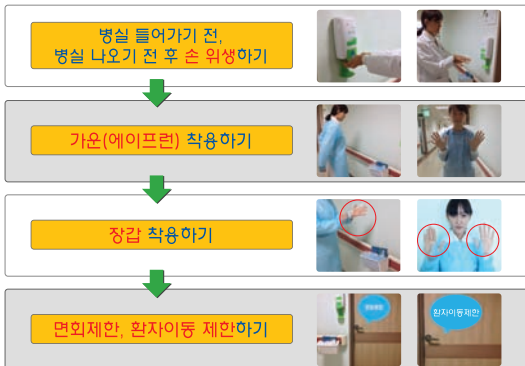 병실 들어가기 전,
병실 나오기 전 후 손 위생하기
가운(에이프런) 착용하기
장갑 착용하기
면회제한, 환자이동 제한하기
환자이동제한